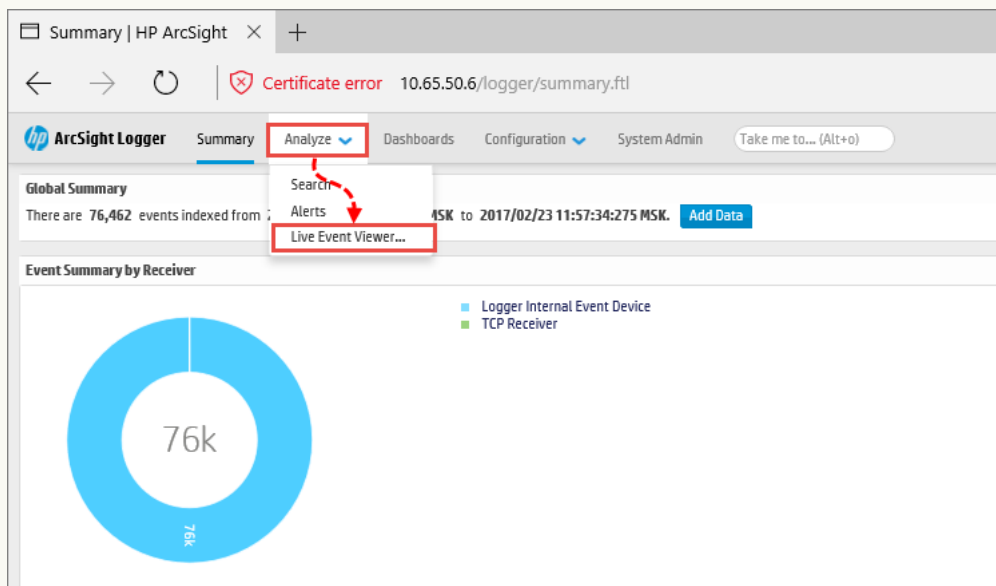 Summary | HP ArcSight
Certificate error 10.65.50.6/logger/summary.ftl
hp ArcSight Logger Summary Analyze Dashboards Configuration System Admin Take me to... (Alt+o)
Search
Alerts
Live Event Viewer...
Global Summary
There are 76,462 events indexed from MSK to 2017/02/23 11:57:34:275 MSK. Add Data
Event Summary by Receiver
Logger Internal Event Device
TCP Receiver
76k
76k